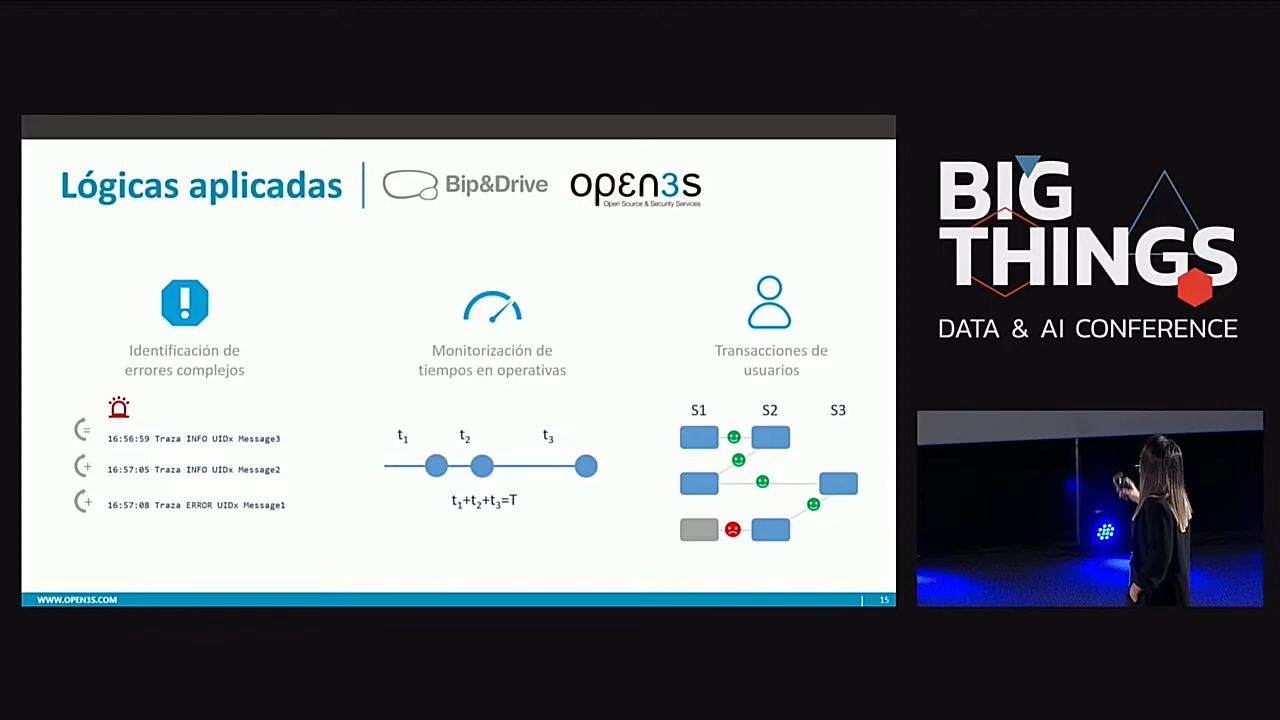 Lógicas aplicadas
Bip&Drive
opεn3s
Open Source & Security Services
Identificación de
errores complejos
16:56:59 Traza INFO UIDx Message3
16:57:05 Traza INFO UIDx Message2
16:57:08 Traza ERROR UIDx Message1
Monitorización de
tiempos en operativas
t₁ t₂ t₃
t₁+t₂+t₃=T
Transacciones de
usuarios
S1 S2 S3
WWW.OPEN3S.COM
15
BIG
THINGS
DATA & AI CONFERENCE